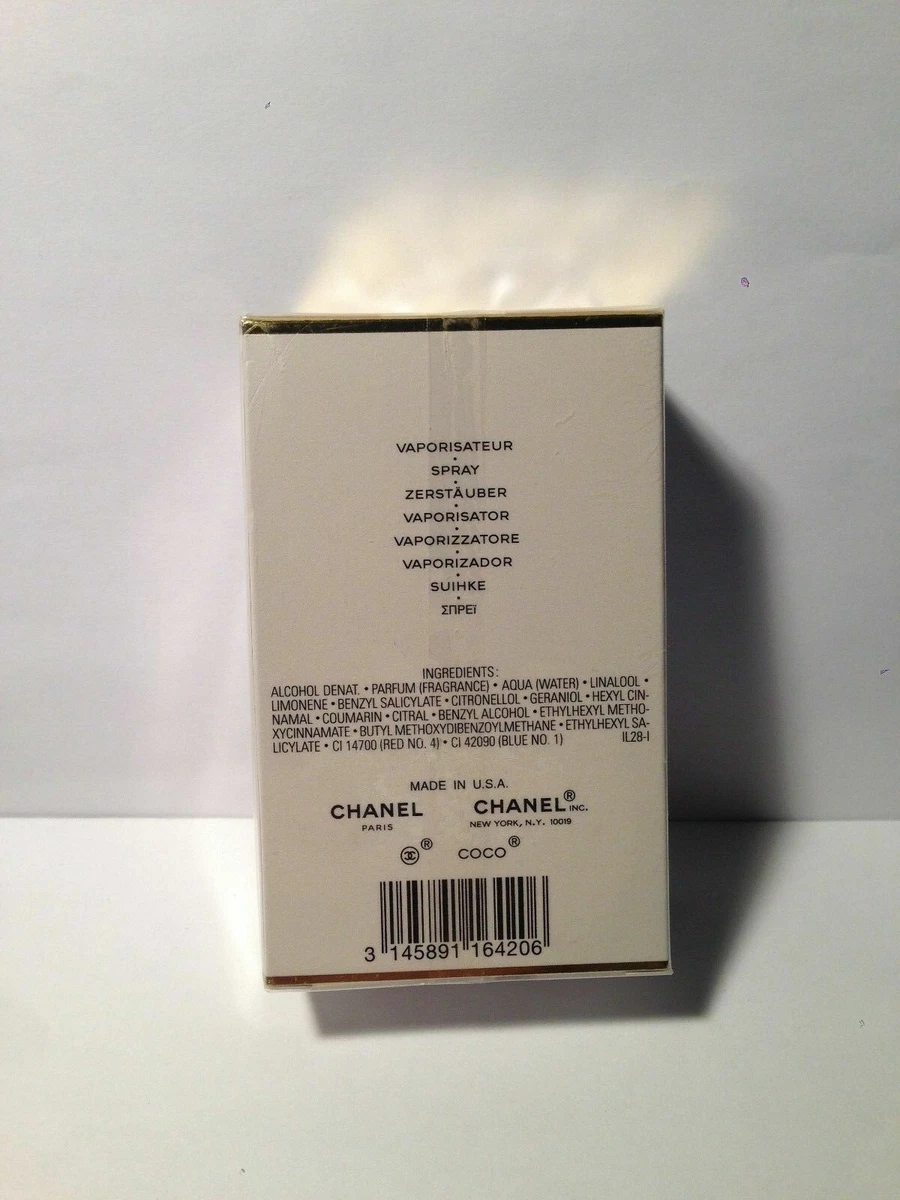 VAPORISATEUR
•
SPRAY
•
ZERSTÄUBER
•
VAPORISATOR
•
VAPORIZZATORE
•
VAPORIZADOR
•
SUIHKE
•
ΣΠΡΕΪ
INGREDIENTS:
ALCOHOL DENAT. • PARFUM (FRAGRANCE) • AQUA (WATER) • LINALOOL •
LIMONENE • BENZYL SALICYLATE • CITRONELLOL • GERANIOL • HEXYL CIN-
NAMAL • COUMARIN • CITRAL • BENZYL ALCOHOL • ETHYLHEXYL METHO-
XYCINNAMATE • BUTYL METHOXYDIBENZOYLMETHANE • ETHYLHEXYL SA-
LICYLATE • CI 14700 (RED NO. 4) • CI 42090 (BLUE NO. 1) IL28-I
MADE IN U.S.A.
CHANEL CHANEL® INC.
PARIS NEW YORK, N.Y. 10019
® COCO®
3 145891 164206